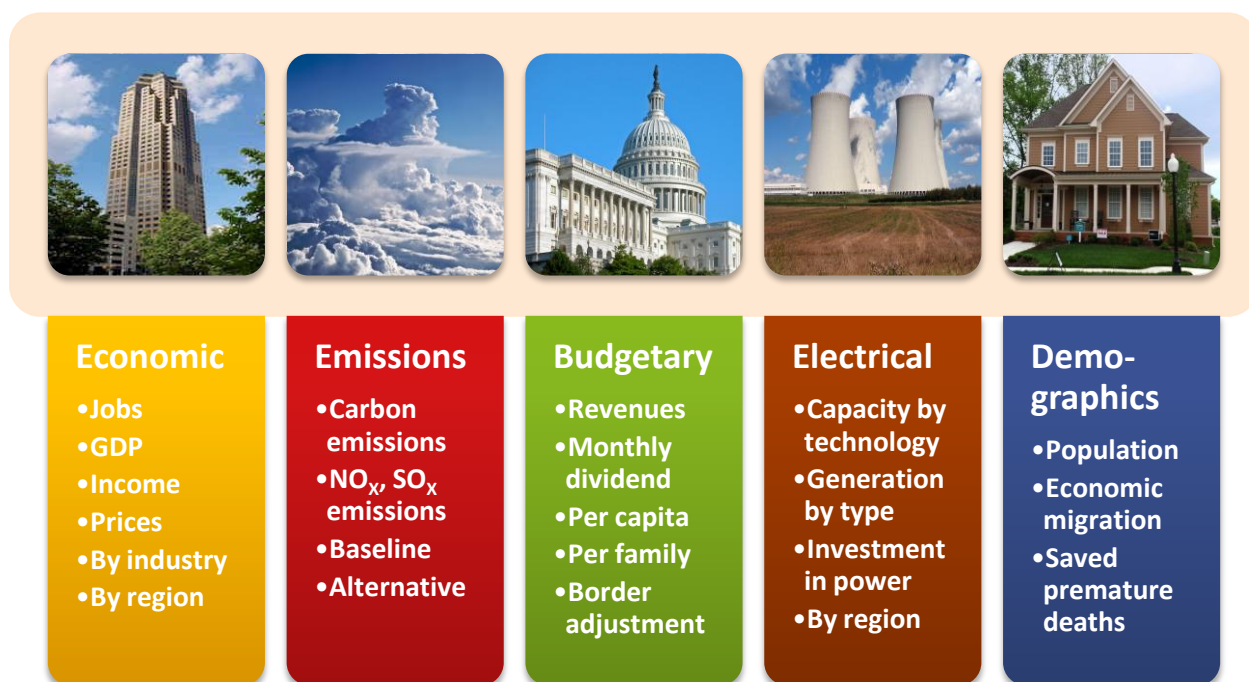 Economic
•Jobs
•GDP
•Income
•Prices
•By industry
•By region
Emissions
•Carbon
emissions
•NOX, SOX
emissions
•Baseline
•Alternative
Budgetary
•Revenues
•Monthly
dividend
•Per capita
•Per family
•Border
adjustment
Electrical
•Capacity by
technology
•Generation
by type
•Investment
in power
•By region
Demo-
graphics
•Population
•Economic
migration
•Saved
premature
deaths